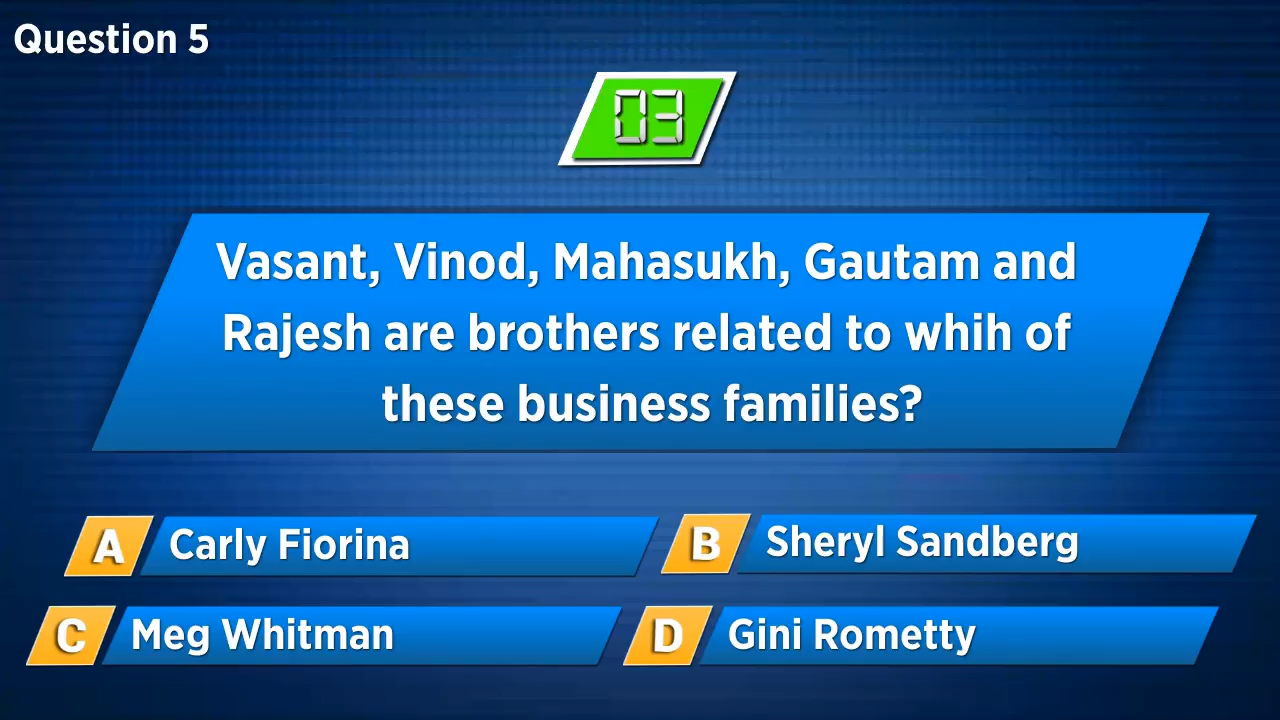 Question 5
03
Vasant, Vinod, Mahasukh, Gautam and
Rajesh are brothers related to whih of
these business families?
A Carly Fiorina
B Sheryl Sandberg
C Meg Whitman
D Gini Rometty